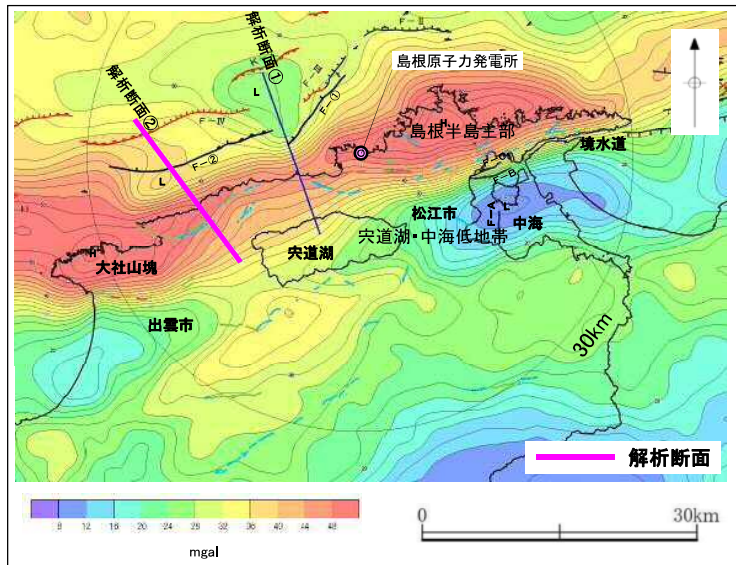 解析断面①
K
L
F-Ⅱ
F-Ⅲ
F-①
解析断面②
F-Ⅳ
F-②
L
島根原子力発電所
H
島根半島主部
境水道
F-B
F-A
L
松江市
中海
宍道湖・中海低地帯
宍道湖
H
大社山塊
出雲市
30km
解析断面
8 12 16 20 24 28 32 36 40 44 48
mgal
0 30km